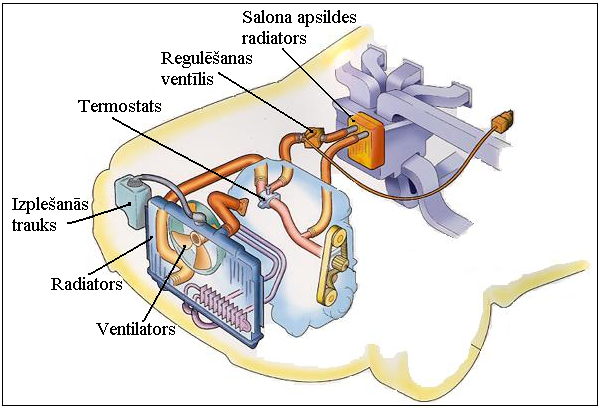 Salona apsildes
radiators
Regulēšanas
ventīlis
Termostats
Izplešanās
trauks
Radiators
Ventilators